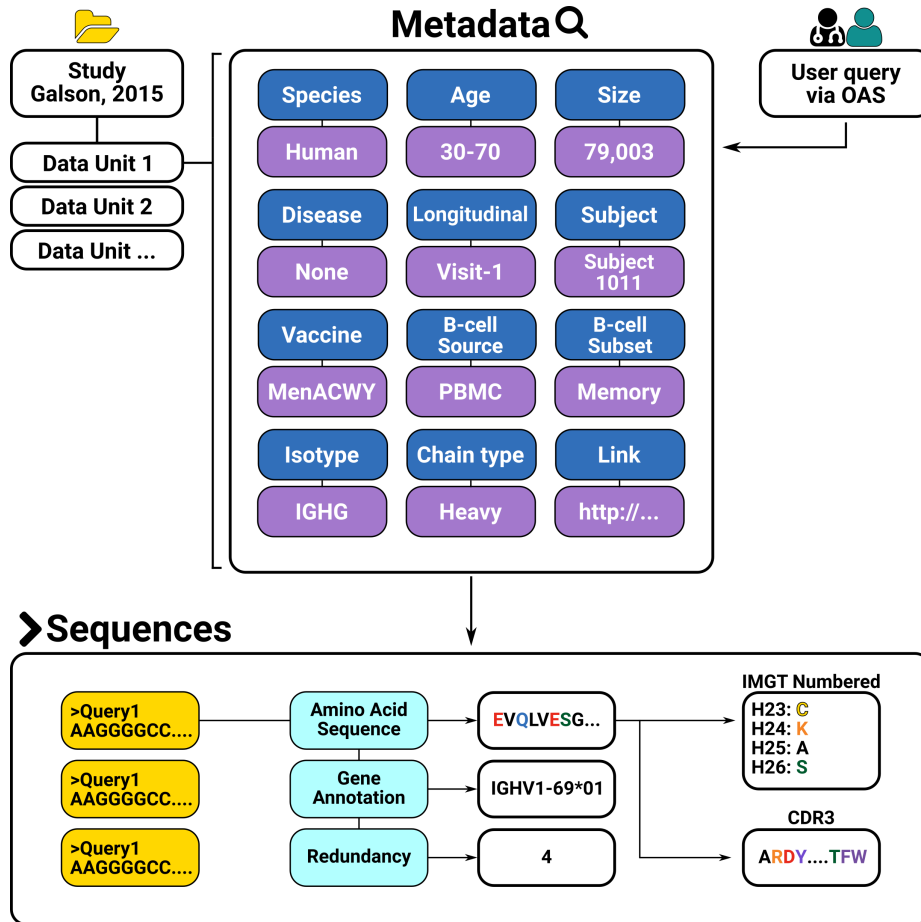 Metadata
Study
Galson, 2015
Data Unit 1
Data Unit 2
Data Unit ...
User query
via OAS
Species
Age
Size
Human
30-70
79,003
Disease
Longitudinal
Subject
None
Visit-1
Subject
1011
Vaccine
B-cell
Source
B-cell
Subset
MenACWY
PBMC
Memory
Isotype
Chain type
Link
IGHG
Heavy
http://...
Sequences
>Query1
AAGGGGCC....
>Query1
AAGGGGCC....
>Query1
AAGGGGCC....
Amino Acid
Sequence
Gene
Annotation
Redundancy
EVQLVESG...
IGHV1-69*01
4
IMGT Numbered
H23: C
H24: K
H25: A
H26: S
CDR3
ARDY....TFW